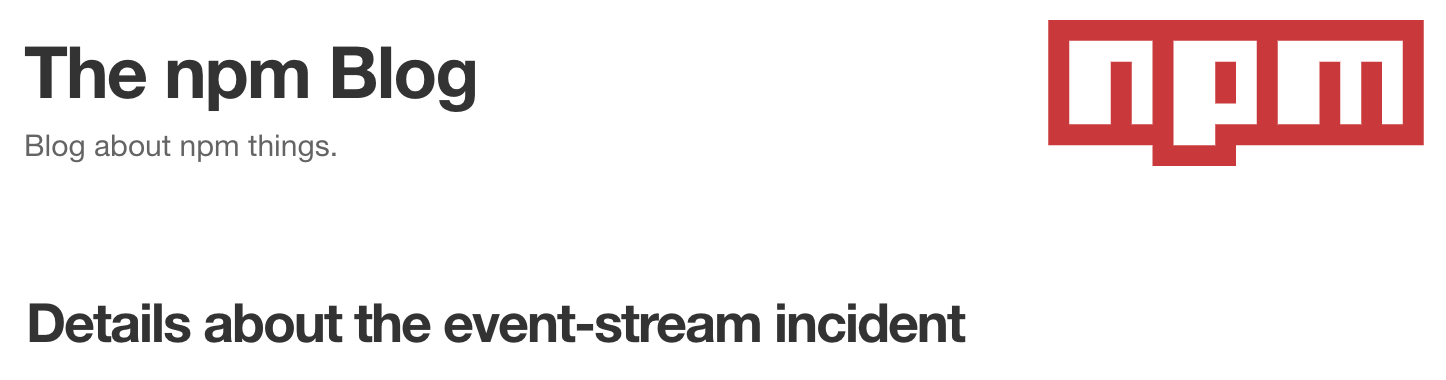 The npm Blog
npm
Blog about npm things.
Details about the event-stream incident